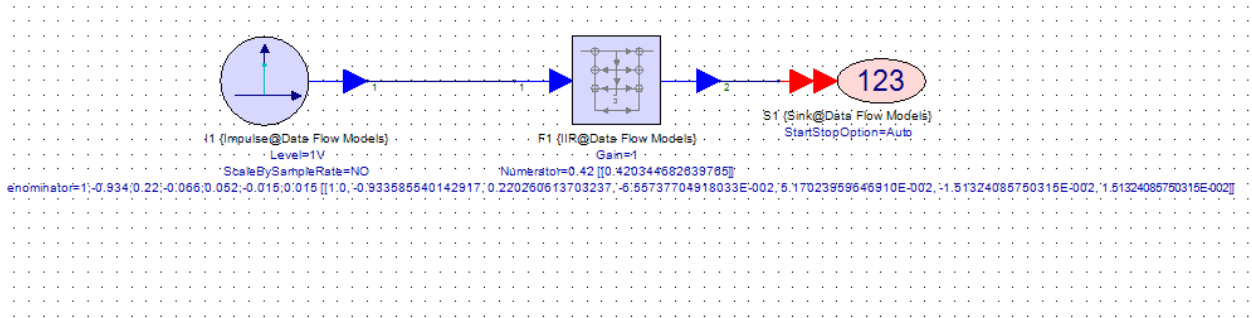 123
1
1
2
I1 {Impulse@Data Flow Models}
Level=1V
ScaleBySampleRate=NO
F1 {IIR@Data Flow Models}
Gain=1
Numerator=0.42 [[0.420344682639765]]
S1 {Sink@Data Flow Models}
StartStopOption=Auto
enominator=1;-0.934;0.22;-0.066;0.052;-0.015;0.015 [[1.0, -0.933585540142917, 0.220260613703237, -6.55737704918033E-002, 5.17023959646910E-002, -1.51324085750315E-002, 1.51324085750315E-002]]